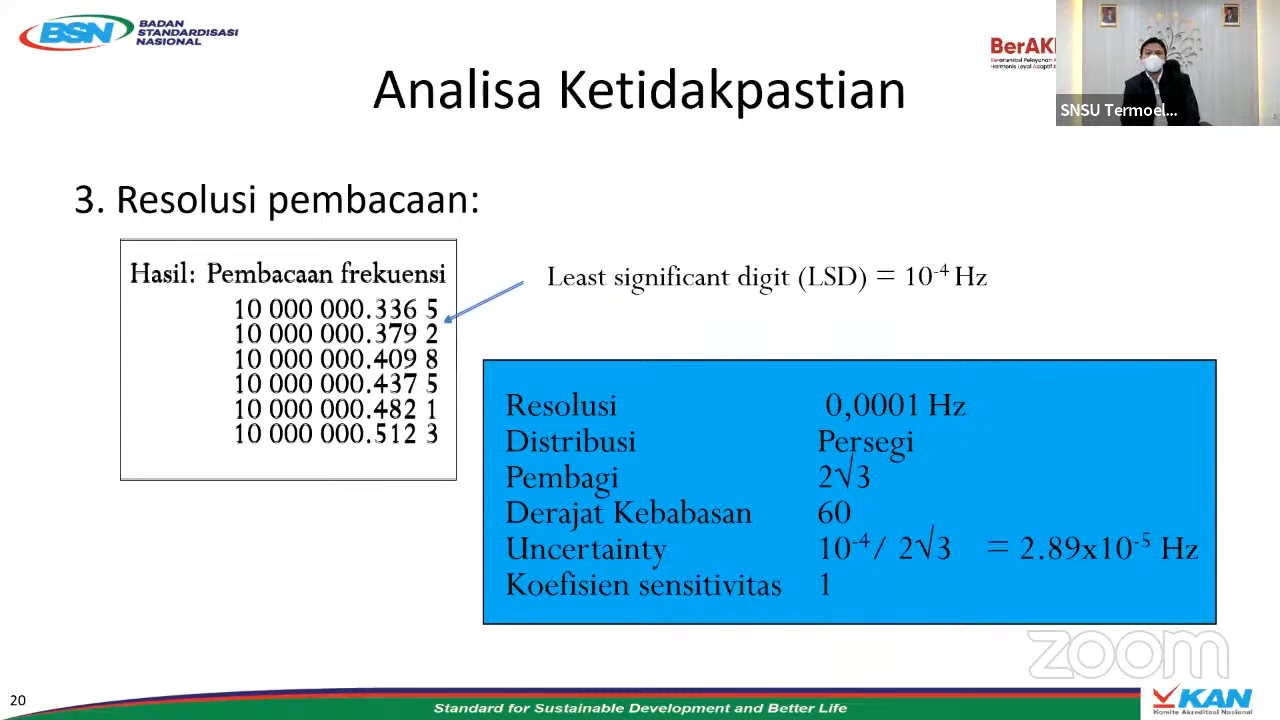 BSN BADAN
STANDARDISASI
NASIONAL
Analisa Ketidakpastian
SNSU Termoel...
3. Resolusi pembacaan:
Hasil: Pembacaan frekuensi
10 000 000.336 5
10 000 000.379 2
10 000 000.409 8
10 000 000.437 5
10 000 000.482 1
10 000 000.512 3
Least significant digit (LSD) = 10⁻⁴ Hz
Resolusi 0,0001 Hz
Distribusi Persegi
Pembagi 2√3
Derajat Kebabasan 60
Uncertainty 10⁻⁴/ 2√3 = 2.89x10⁻⁵ Hz
Koefisien sensitivitas 1
zoom
20
Standard for Sustainable Development and Better Life
KAN
Komite Akreditasi Nasional